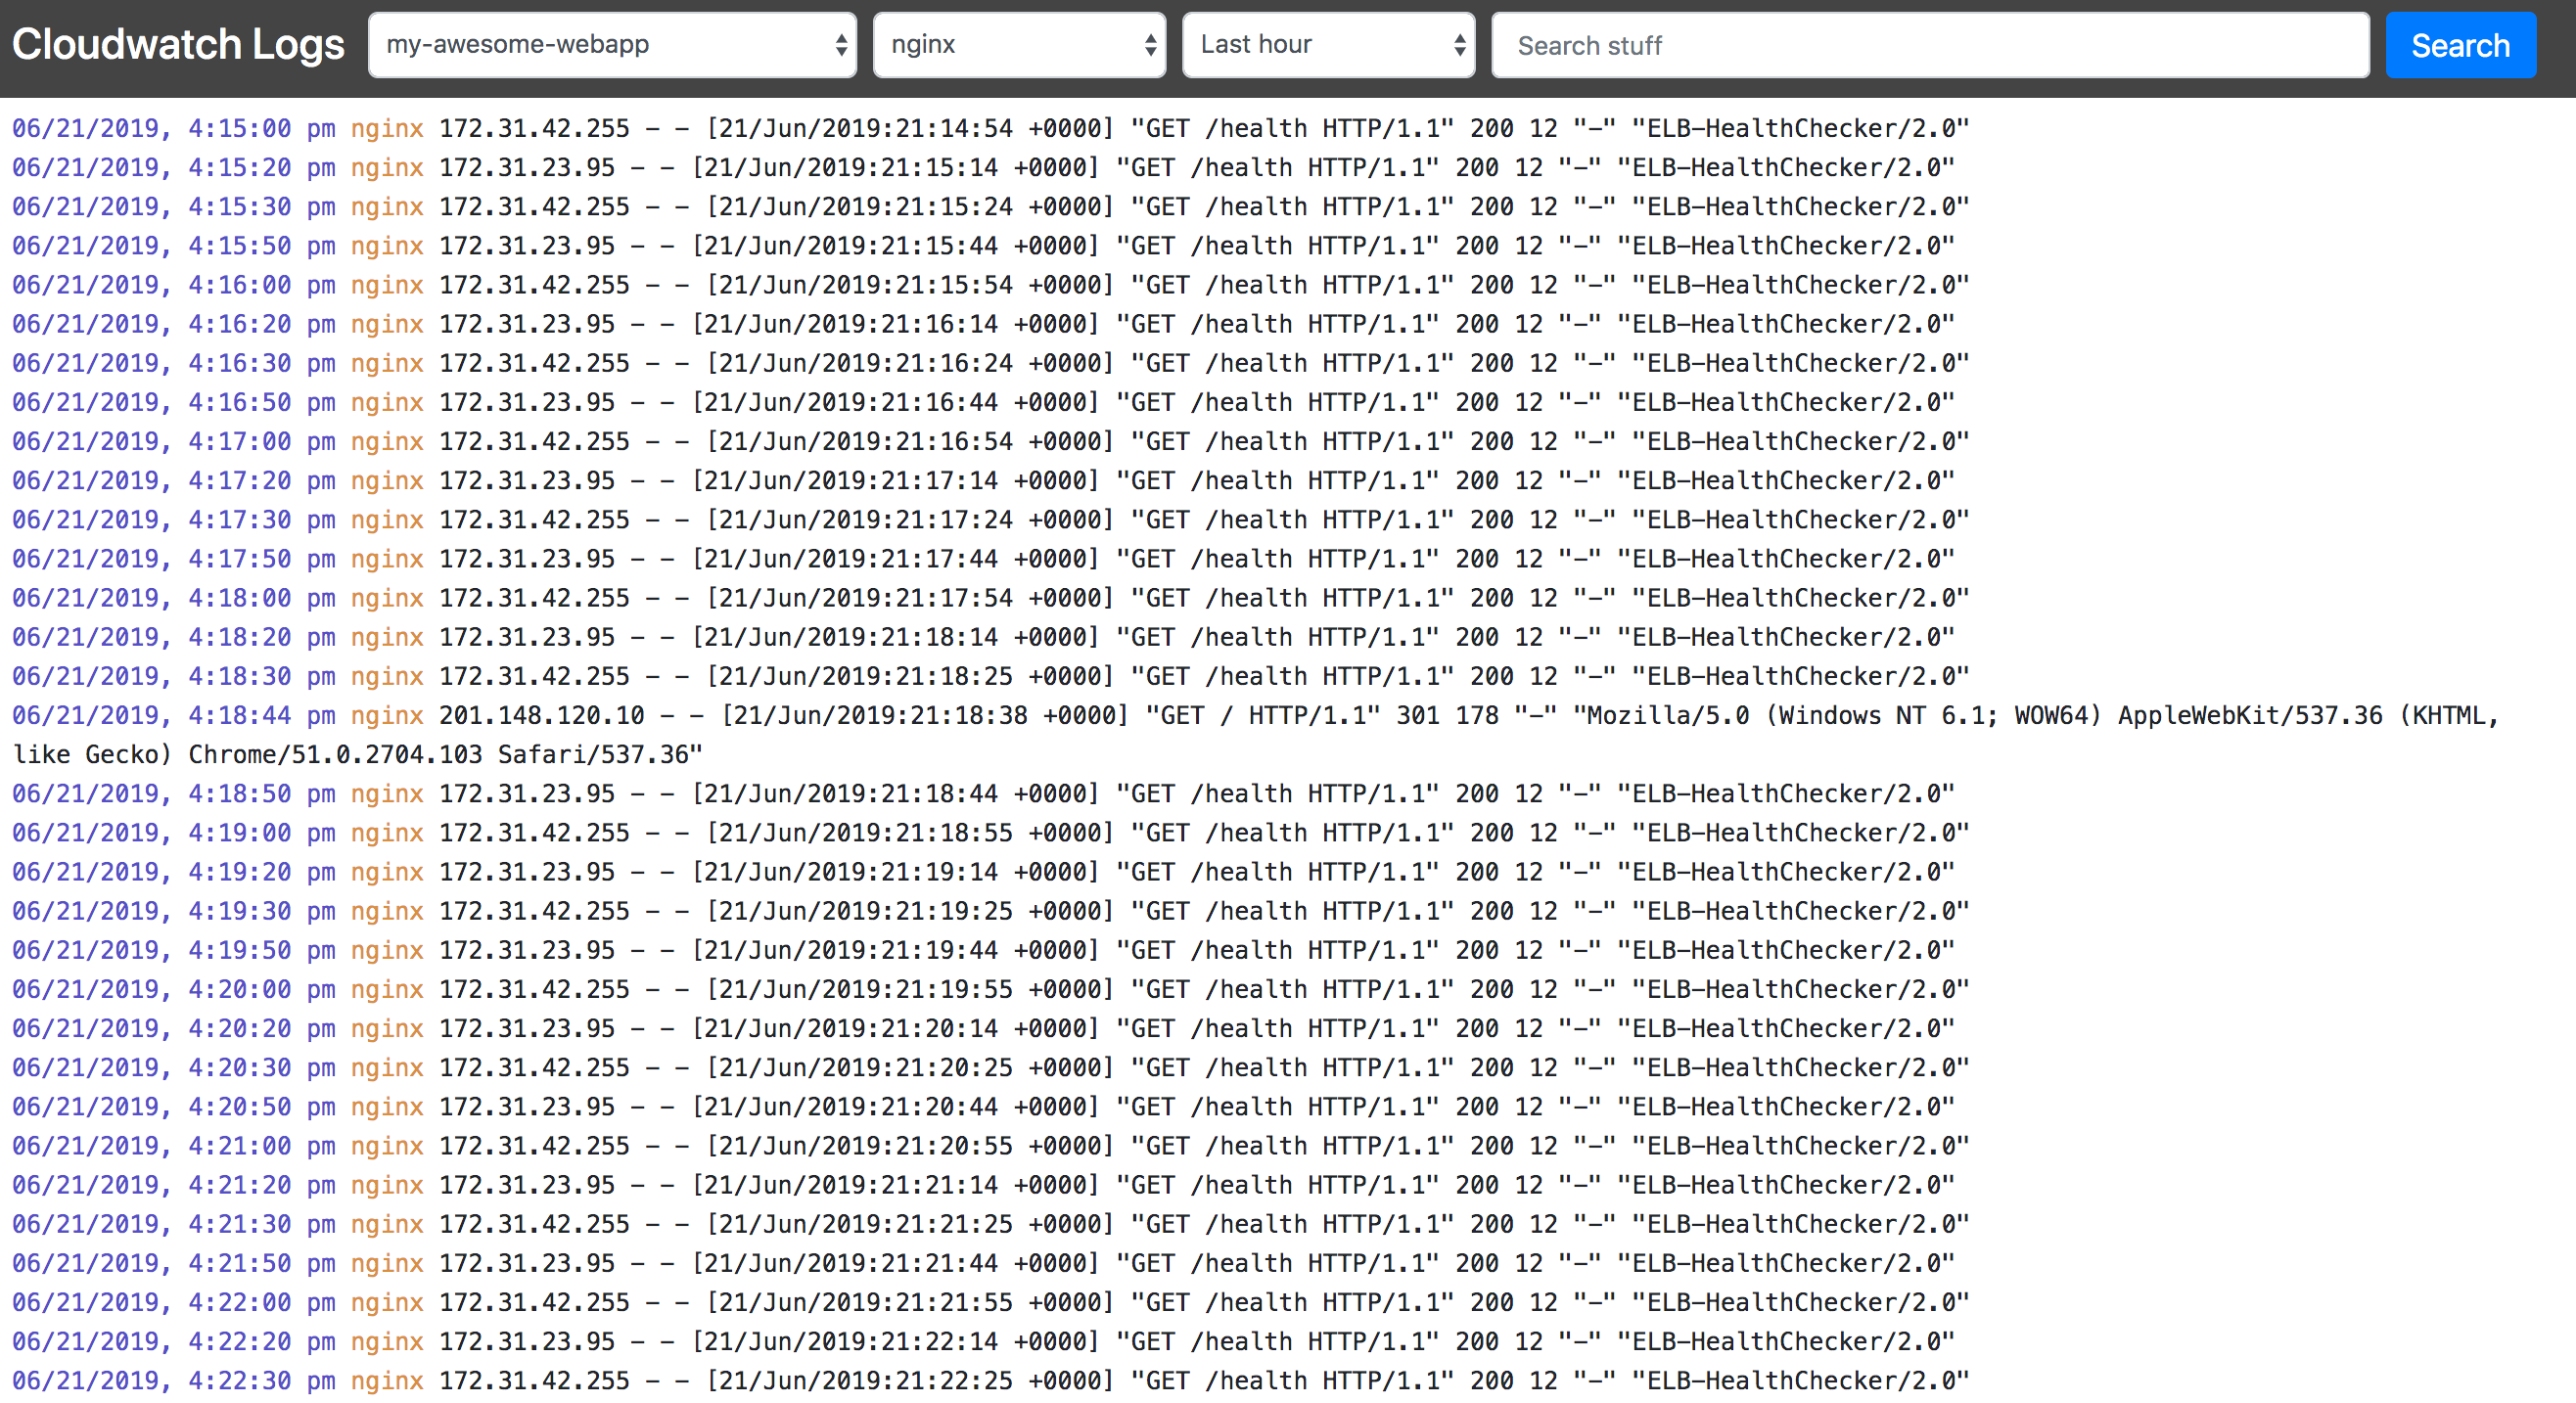 Cloudwatch Logs my-awesome-webapp nginx Last hour Search stuff Search
06/21/2019, 4:15:00 pm nginx 172.31.42.255 - - [21/Jun/2019:21:14:54 +0000] "GET /health HTTP/1.1" 200 12 "-" "ELB-HealthChecker/2.0"
06/21/2019, 4:15:20 pm nginx 172.31.23.95 - - [21/Jun/2019:21:15:14 +0000] "GET /health HTTP/1.1" 200 12 "-" "ELB-HealthChecker/2.0"
06/21/2019, 4:15:30 pm nginx 172.31.42.255 - - [21/Jun/2019:21:15:24 +0000] "GET /health HTTP/1.1" 200 12 "-" "ELB-HealthChecker/2.0"
06/21/2019, 4:15:50 pm nginx 172.31.23.95 - - [21/Jun/2019:21:15:44 +0000] "GET /health HTTP/1.1" 200 12 "-" "ELB-HealthChecker/2.0"
06/21/2019, 4:16:00 pm nginx 172.31.42.255 - - [21/Jun/2019:21:15:54 +0000] "GET /health HTTP/1.1" 200 12 "-" "ELB-HealthChecker/2.0"
06/21/2019, 4:16:20 pm nginx 172.31.23.95 - - [21/Jun/2019:21:16:14 +0000] "GET /health HTTP/1.1" 200 12 "-" "ELB-HealthChecker/2.0"
06/21/2019, 4:16:30 pm nginx 172.31.42.255 - - [21/Jun/2019:21:16:24 +0000] "GET /health HTTP/1.1" 200 12 "-" "ELB-HealthChecker/2.0"
06/21/2019, 4:16:50 pm nginx 172.31.23.95 - - [21/Jun/2019:21:16:44 +0000] "GET /health HTTP/1.1" 200 12 "-" "ELB-HealthChecker/2.0"
06/21/2019, 4:17:00 pm nginx 172.31.42.255 - - [21/Jun/2019:21:16:54 +0000] "GET /health HTTP/1.1" 200 12 "-" "ELB-HealthChecker/2.0"
06/21/2019, 4:17:20 pm nginx 172.31.23.95 - - [21/Jun/2019:21:17:14 +0000] "GET /health HTTP/1.1" 200 12 "-" "ELB-HealthChecker/2.0"
06/21/2019, 4:17:30 pm nginx 172.31.42.255 - - [21/Jun/2019:21:17:24 +0000] "GET /health HTTP/1.1" 200 12 "-" "ELB-HealthChecker/2.0"
06/21/2019, 4:17:50 pm nginx 172.31.23.95 - - [21/Jun/2019:21:17:44 +0000] "GET /health HTTP/1.1" 200 12 "-" "ELB-HealthChecker/2.0"
06/21/2019, 4:18:00 pm nginx 172.31.42.255 - - [21/Jun/2019:21:17:54 +0000] "GET /health HTTP/1.1" 200 12 "-" "ELB-HealthChecker/2.0"
06/21/2019, 4:18:20 pm nginx 172.31.23.95 - - [21/Jun/2019:21:18:14 +0000] "GET /health HTTP/1.1" 200 12 "-" "ELB-HealthChecker/2.0"
06/21/2019, 4:18:30 pm nginx 172.31.42.255 - - [21/Jun/2019:21:18:25 +0000] "GET /health HTTP/1.1" 200 12 "-" "ELB-HealthChecker/2.0"
06/21/2019, 4:18:44 pm nginx 201.148.120.10 - - [21/Jun/2019:21:18:38 +0000] "GET / HTTP/1.1" 301 178 "-" "Mozilla/5.0 (Windows NT 6.1; WOW64) AppleWebKit/537.36 (KHTML,
like Gecko) Chrome/51.0.2704.103 Safari/537.36"
06/21/2019, 4:18:50 pm nginx 172.31.23.95 - - [21/Jun/2019:21:18:44 +0000] "GET /health HTTP/1.1" 200 12 "-" "ELB-HealthChecker/2.0"
06/21/2019, 4:19:00 pm nginx 172.31.42.255 - - [21/Jun/2019:21:18:55 +0000] "GET /health HTTP/1.1" 200 12 "-" "ELB-HealthChecker/2.0"
06/21/2019, 4:19:20 pm nginx 172.31.23.95 - - [21/Jun/2019:21:19:14 +0000] "GET /health HTTP/1.1" 200 12 "-" "ELB-HealthChecker/2.0"
06/21/2019, 4:19:30 pm nginx 172.31.42.255 - - [21/Jun/2019:21:19:25 +0000] "GET /health HTTP/1.1" 200 12 "-" "ELB-HealthChecker/2.0"
06/21/2019, 4:19:50 pm nginx 172.31.23.95 - - [21/Jun/2019:21:19:44 +0000] "GET /health HTTP/1.1" 200 12 "-" "ELB-HealthChecker/2.0"
06/21/2019, 4:20:00 pm nginx 172.31.42.255 - - [21/Jun/2019:21:19:55 +0000] "GET /health HTTP/1.1" 200 12 "-" "ELB-HealthChecker/2.0"
06/21/2019, 4:20:20 pm nginx 172.31.23.95 - - [21/Jun/2019:21:20:14 +0000] "GET /health HTTP/1.1" 200 12 "-" "ELB-HealthChecker/2.0"
06/21/2019, 4:20:30 pm nginx 172.31.42.255 - - [21/Jun/2019:21:20:25 +0000] "GET /health HTTP/1.1" 200 12 "-" "ELB-HealthChecker/2.0"
06/21/2019, 4:20:50 pm nginx 172.31.23.95 - - [21/Jun/2019:21:20:44 +0000] "GET /health HTTP/1.1" 200 12 "-" "ELB-HealthChecker/2.0"
06/21/2019, 4:21:00 pm nginx 172.31.42.255 - - [21/Jun/2019:21:20:55 +0000] "GET /health HTTP/1.1" 200 12 "-" "ELB-HealthChecker/2.0"
06/21/2019, 4:21:20 pm nginx 172.31.23.95 - - [21/Jun/2019:21:21:14 +0000] "GET /health HTTP/1.1" 200 12 "-" "ELB-HealthChecker/2.0"
06/21/2019, 4:21:30 pm nginx 172.31.42.255 - - [21/Jun/2019:21:21:25 +0000] "GET /health HTTP/1.1" 200 12 "-" "ELB-HealthChecker/2.0"
06/21/2019, 4:21:50 pm nginx 172.31.23.95 - - [21/Jun/2019:21:21:44 +0000] "GET /health HTTP/1.1" 200 12 "-" "ELB-HealthChecker/2.0"
06/21/2019, 4:22:00 pm nginx 172.31.42.255 - - [21/Jun/2019:21:21:55 +0000] "GET /health HTTP/1.1" 200 12 "-" "ELB-HealthChecker/2.0"
06/21/2019, 4:22:20 pm nginx 172.31.23.95 - - [21/Jun/2019:21:22:14 +0000] "GET /health HTTP/1.1" 200 12 "-" "ELB-HealthChecker/2.0"
06/21/2019, 4:22:30 pm nginx 172.31.42.255 - - [21/Jun/2019:21:22:25 +0000] "GET /health HTTP/1.1" 200 12 "-" "ELB-HealthChecker/2.0"